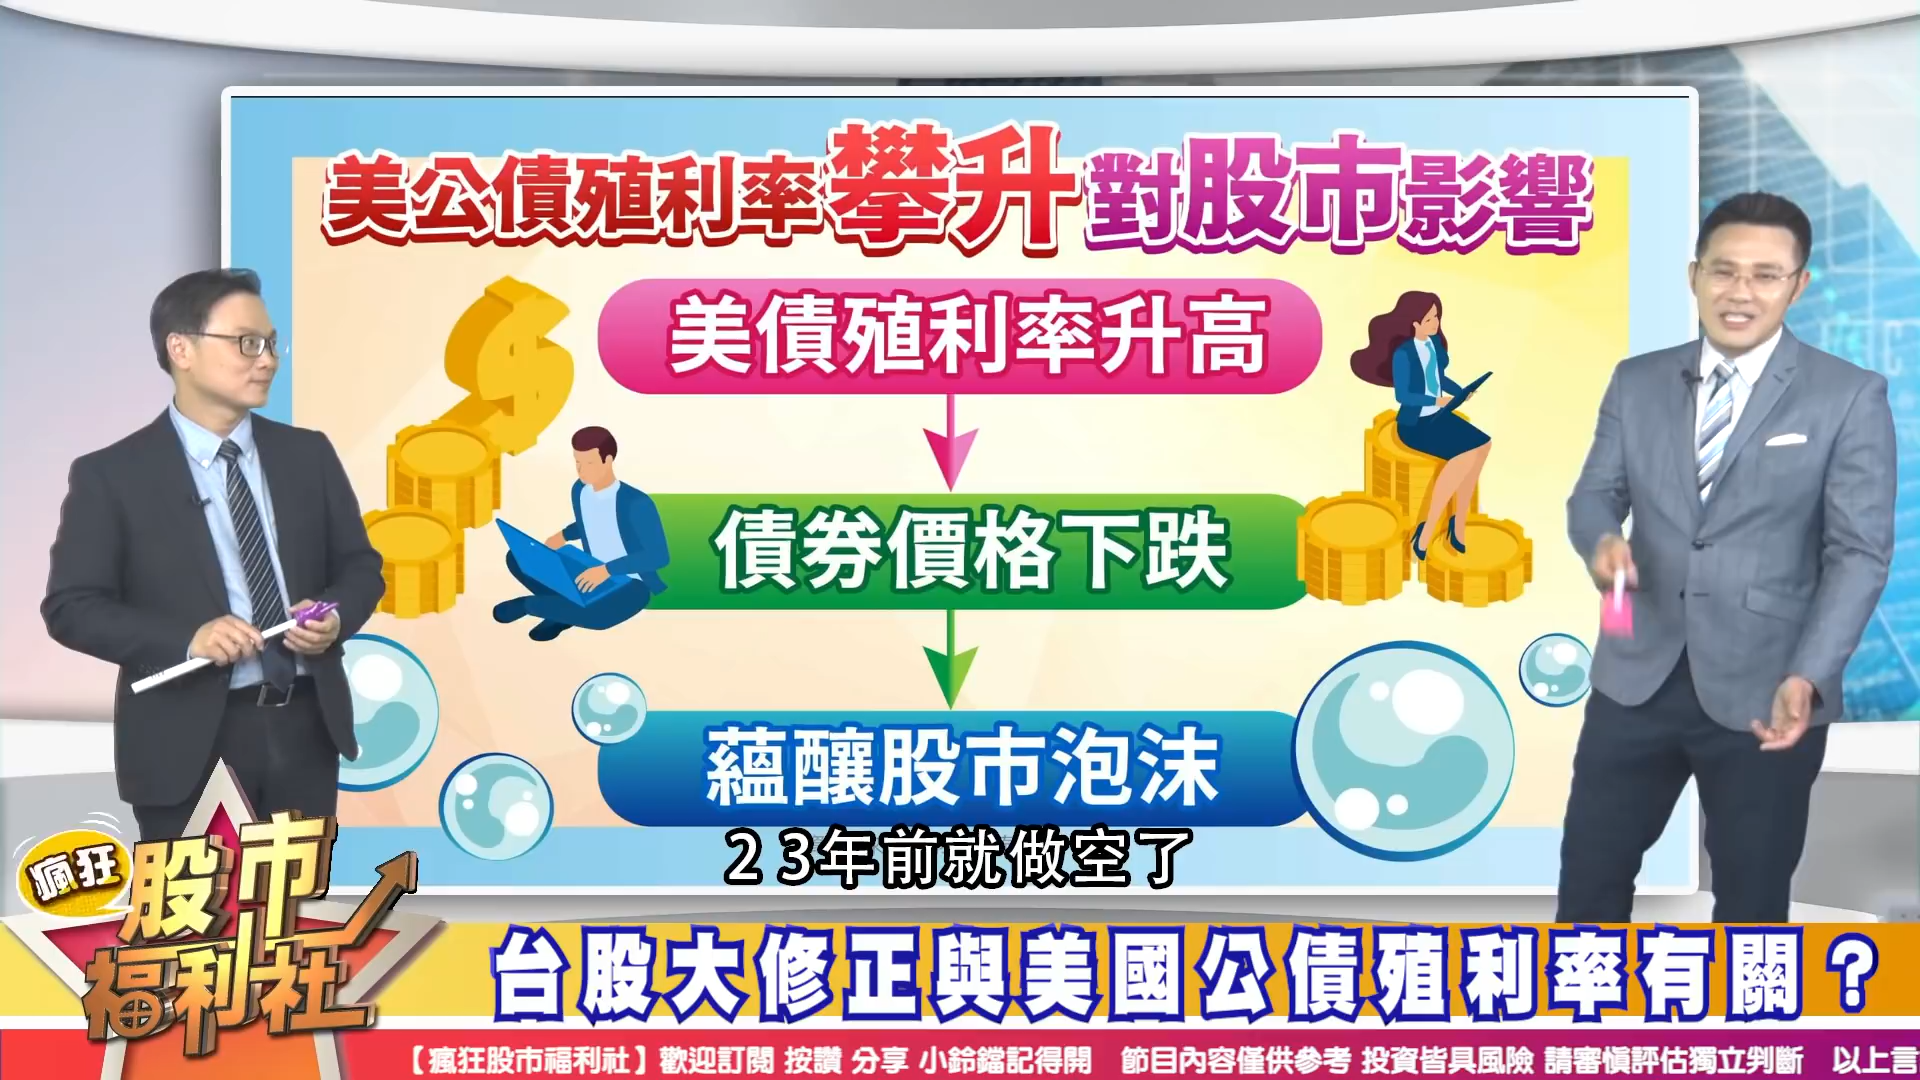 美公債殖利率攀升對股市影響
美債殖利率升高
債券價格下跌
蘊釀股市泡沫
2 3年前就做空了
瘋狂
股市
福利社
台股大修正與美國公債殖利率有關？
【瘋狂股市福利社】歡迎訂閱 按讚 分享 小鈴鐺記得開 節目內容僅供參考 投資皆具風險 請審慎評估獨立判斷 以上言